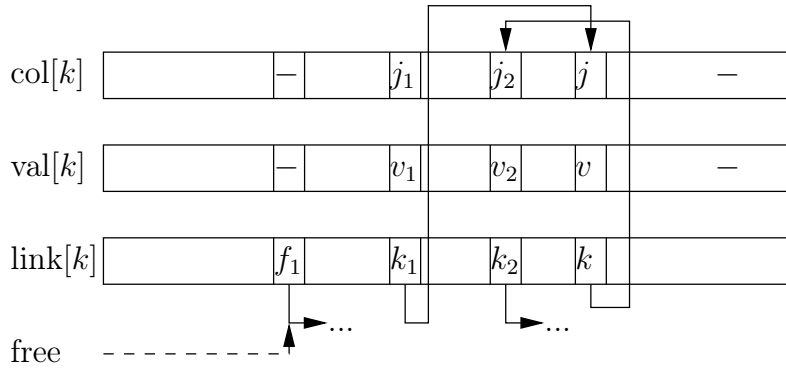 col[k] − j₁ j₂ j −
val[k] − v₁ v₂ v −
link[k] f₁ k₁ k₂ k
... ...
free